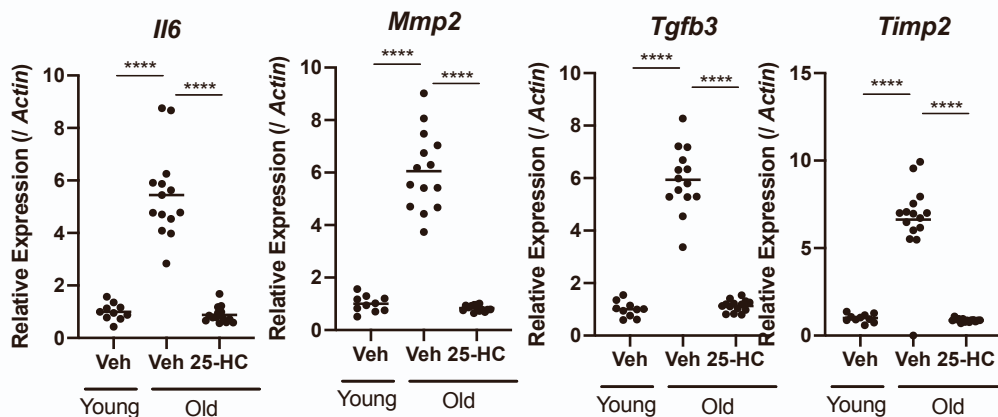 Il6
Relative Expression (/ Actin)
10
8
6
4
2
0
****
****
Veh
Veh
25-HC
Young
Old
Mmp2
Relative Expression (/ Actin)
10
8
6
4
2
0
****
****
Veh
Veh
25-HC
Young
Old
Tgfb3
Relative Expression (/ Actin)
10
8
6
4
2
0
****
****
Veh
Veh
25-HC
Young
Old
Timp2
Relative Expression (/ Actin)
15
10
5
0
****
****
Veh
Veh
25-HC
Young
Old